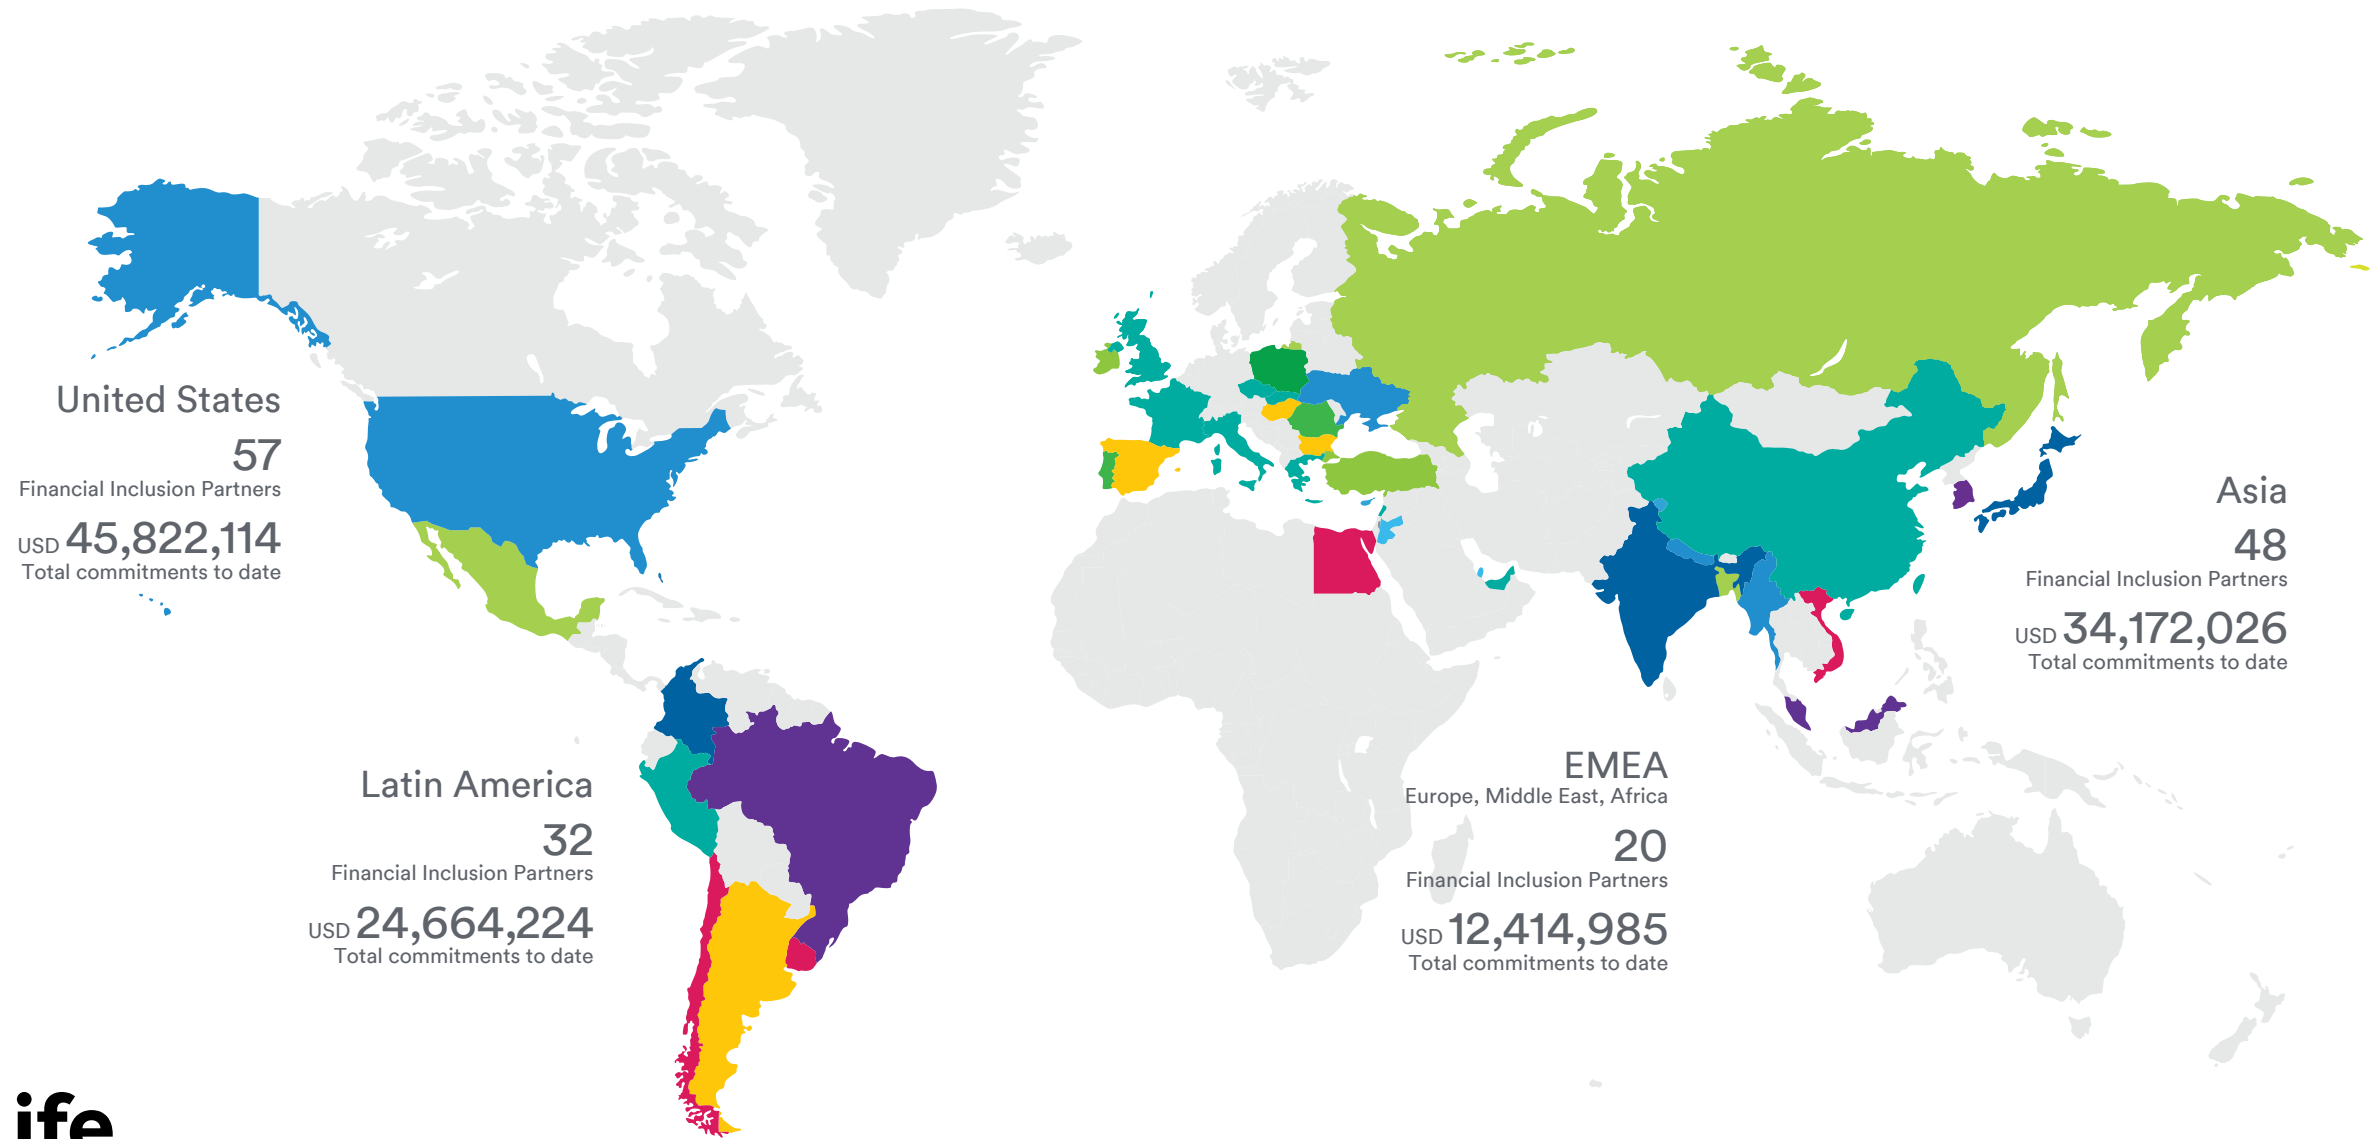 United States
57
Financial Inclusion Partners
USD 45,822,114
Total commitments to date
Asia
48
Financial Inclusion Partners
USD 34,172,026
Total commitments to date
Latin America
32
Financial Inclusion Partners
USD 24,664,224
Total commitments to date
EMEA
Europe, Middle East, Africa
20
Financial Inclusion Partners
USD 12,414,985
Total commitments to date
ife